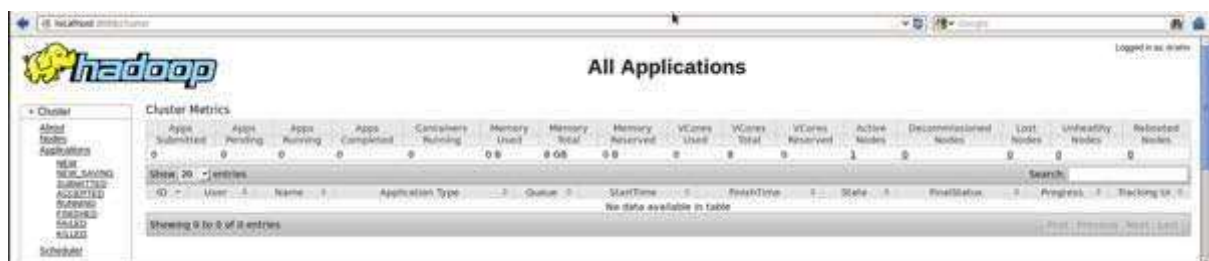 localhost:8088/cluster
Google
hadoop
All Applications
Logged in as: dr.who
Cluster
About
Nodes
Applications
NEW
NEW_SAVING
SUBMITTED
ACCEPTED
RUNNING
FINISHED
FAILED
KILLED
Scheduler
Cluster Metrics
Apps Submitted Apps Pending Apps Running Apps Completed Containers Running Memory Used Memory Total Memory Reserved VCores Used VCores Total VCores Reserved Active Nodes Decommissioned Nodes Lost Nodes Unhealthy Nodes Rebooted Nodes
0 0 0 0 0 0 B 8 GB 0 B 0 8 0 1 0 0 0 0
Show 20 entries Search:
ID User Name Application Type Queue StartTime FinishTime State FinalStatus Progress Tracking UI
No data available in table
Showing 0 to 0 of 0 entries First Previous Next Last